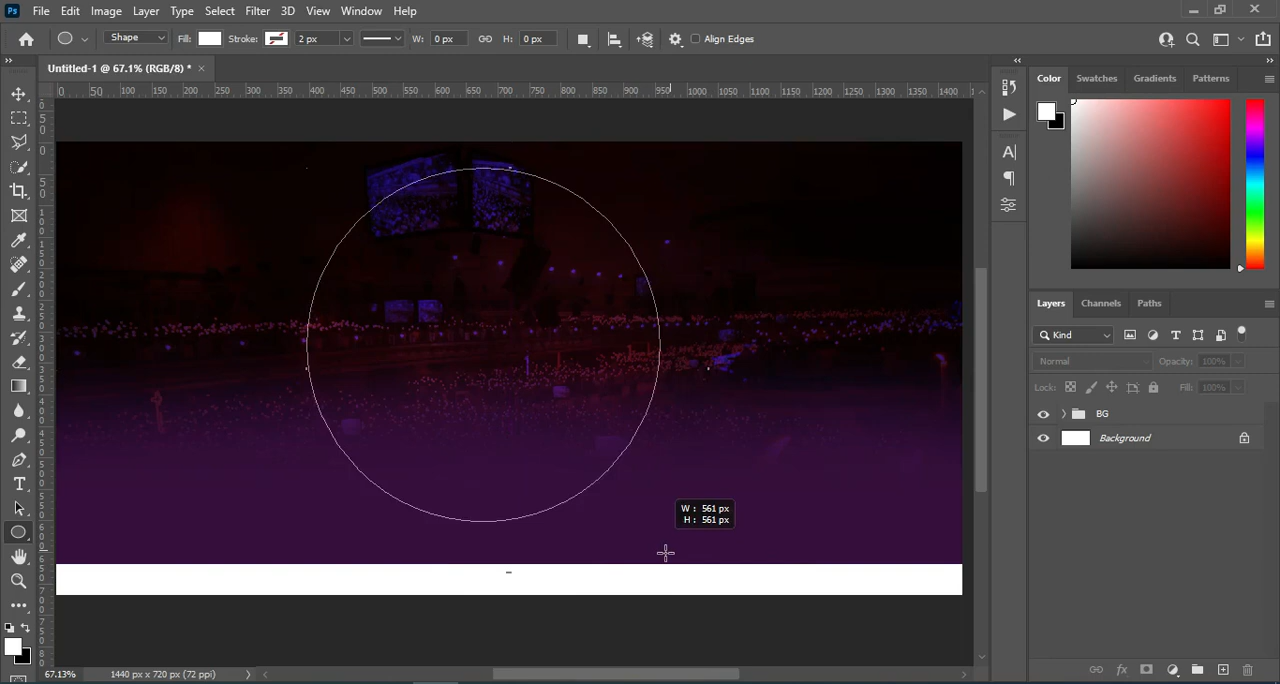 Ps File Edit Image Layer Type Select Filter 3D View Window Help
Shape Fill: Stroke: 2 px W: 0 px H: 0 px Align Edges
Untitled-1 @ 67.1% (RGB/8) * ×
0 50 100 150 200 250 300 350 400 450 500 550 600 650 700 750 800 850 900 950 1000 1050 1100 1150 1200 1250 1300 1350 1400
Color Swatches Gradients Patterns
Layers Channels Paths
Kind
Normal Opacity: 100%
Lock: Fill: 100%
BG
Background
W : 561 px
H : 561 px
67.13% 1440 px x 720 px (72 ppi)